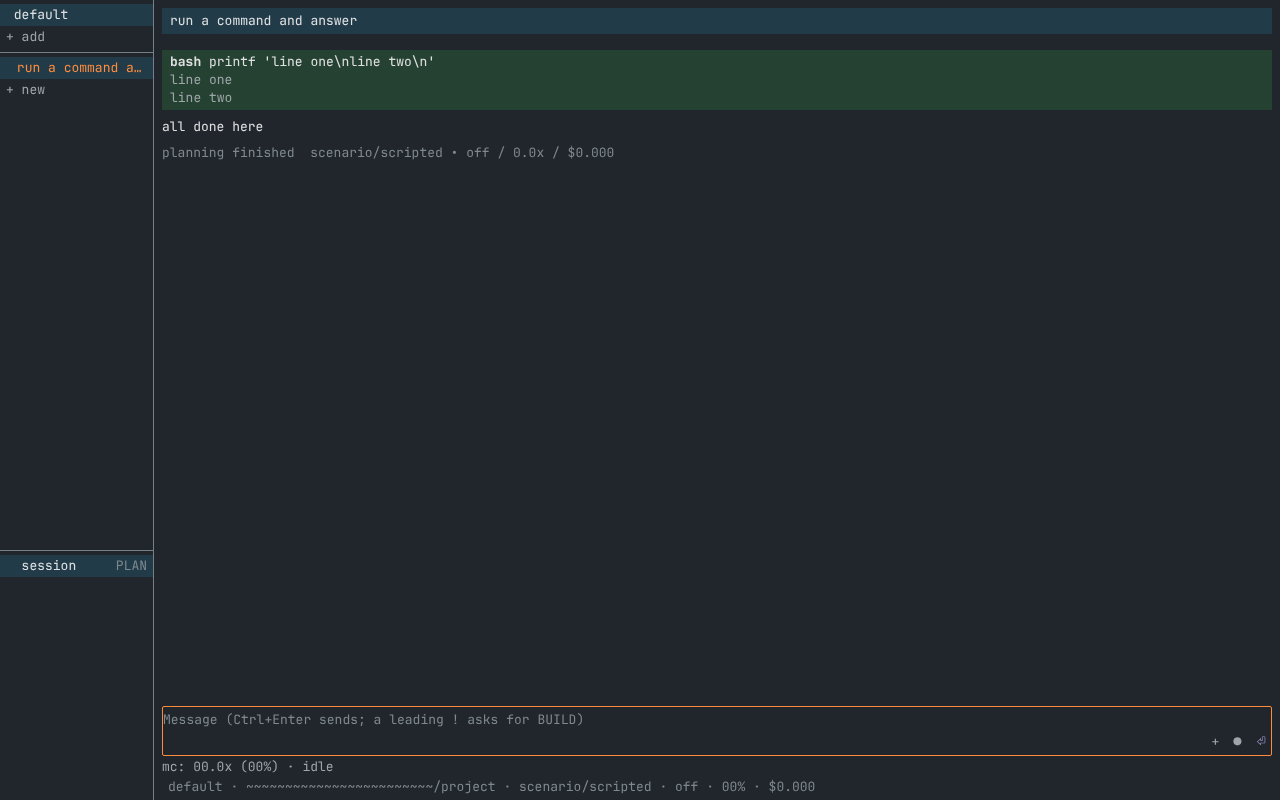 default
+ add
run a command a…
+ new
session PLAN
run a command and answer
bash printf 'line one\nline two\n'
line one
line two
all done here
planning finished  scenario/scripted • off / 0.0x / $0.000
Message (Ctrl+Enter sends; a leading ! asks for BUILD)
+ ● ⏎
mc: 00.0x (00%) · idle
default · ~~~~~~~~~~~~~~~~~~~~~~~~/project · scenario/scripted · off · 00% · $0.000